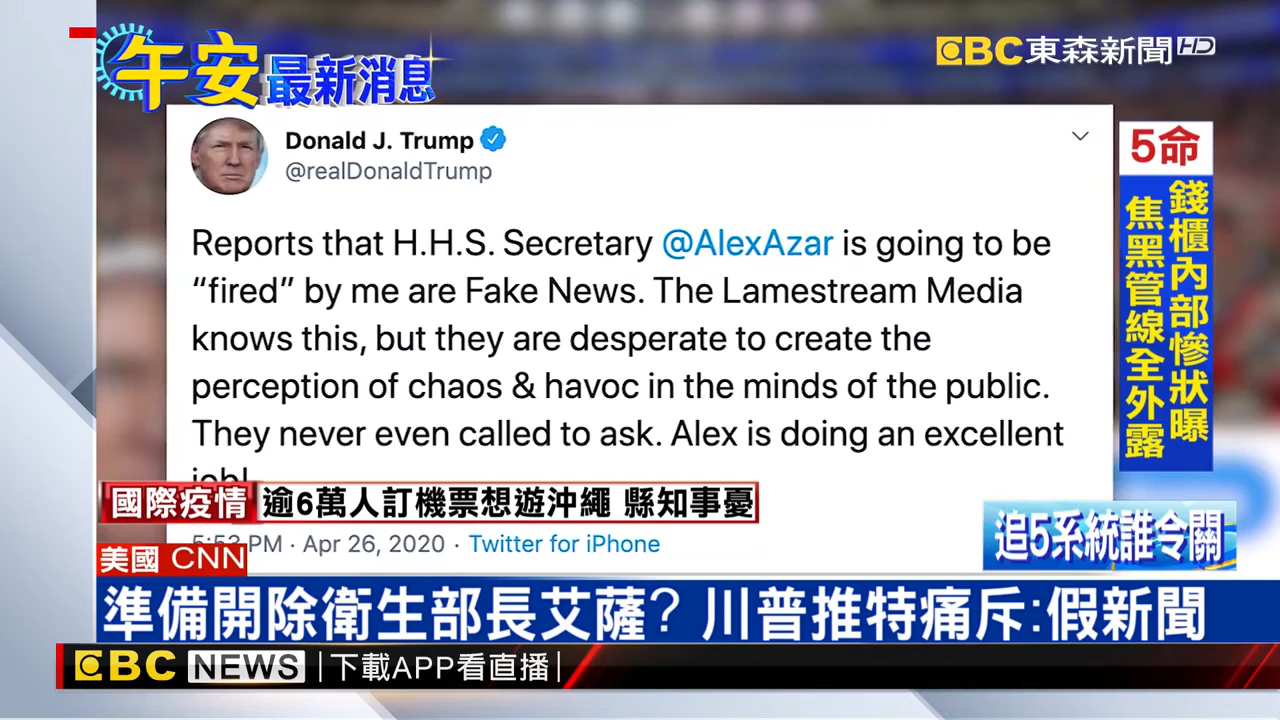 午安最新消息
EBC東森新聞HD
Donald J. Trump
@realDonaldTrump
Reports that H.H.S. Secretary @AlexAzar is going to be
“fired” by me are Fake News. The Lamestream Media
knows this, but they are desperate to create the
perception of chaos & havoc in the minds of the public.
They never even called to ask. Alex is doing an excellent
job!
5:53 PM · Apr 26, 2020 · Twitter for iPhone
5命
錢櫃內部慘狀曝
焦黑管線全外露
國際疫情 逾6萬人訂機票想遊沖繩 縣知事憂
追5系統誰令關
美國 CNN
準備開除衛生部長艾薩? 川普推特痛斥:假新聞
EBC NEWS |下載APP看直播|